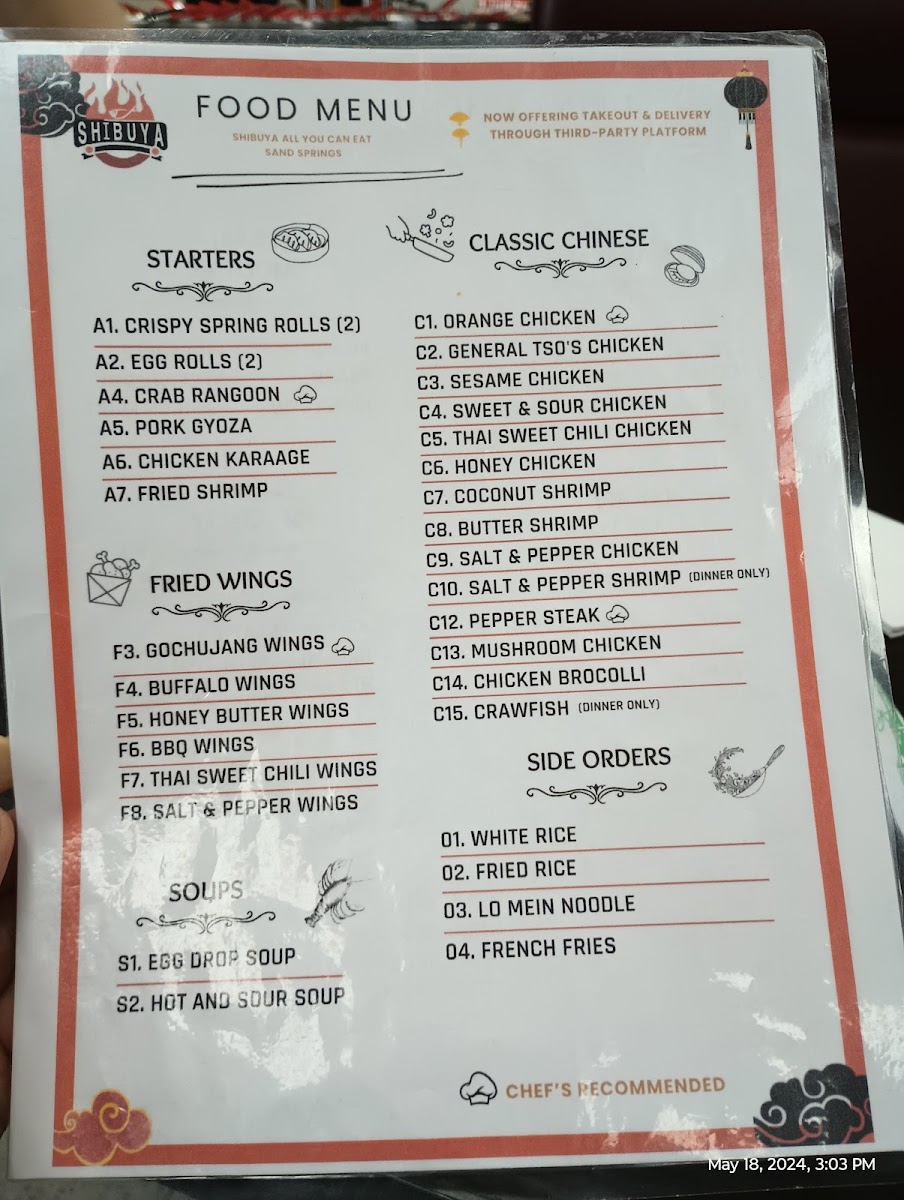 SHIBUYA
FOOD MENU
SHIBUYA ALL YOU CAN EAT
SAND SPRINGS
NOW OFFERING TAKEOUT & DELIVERY
THROUGH THIRD-PARTY PLATFORM
STARTERS
A1. CRISPY SPRING ROLLS (2)
A2. EGG ROLLS (2)
A4. CRAB RANGOON
A5. PORK GYOZA
A6. CHICKEN KARAAGE
A7. FRIED SHRIMP
FRIED WINGS
F3. GOCHUJANG WINGS
F4. BUFFALO WINGS
F5. HONEY BUTTER WINGS
F6. BBQ WINGS
F7. THAI SWEET CHILI WINGS
F8. SALT & PEPPER WINGS
SOUPS
S1. EGG DROP SOUP
S2. HOT AND SOUR SOUP
CLASSIC CHINESE
C1. ORANGE CHICKEN
C2. GENERAL TSO'S CHICKEN
C3. SESAME CHICKEN
C4. SWEET & SOUR CHICKEN
C5. THAI SWEET CHILI CHICKEN
C6. HONEY CHICKEN
C7. COCONUT SHRIMP
C8. BUTTER SHRIMP
C9. SALT & PEPPER CHICKEN
C10. SALT & PEPPER SHRIMP (DINNER ONLY)
C12. PEPPER STEAK
C13. MUSHROOM CHICKEN
C14. CHICKEN BROCOLLI
C15. CRAWFISH (DINNER ONLY)
SIDE ORDERS
01. WHITE RICE
02. FRIED RICE
03. LO MEIN NOODLE
04. FRENCH FRIES
CHEF'S RECOMMENDED
May 18, 2024, 3:03 PM